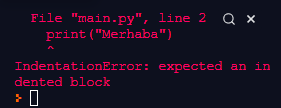 File "main.py", line 2
print("Merhaba")
^
IndentationError: expected an in
dented block